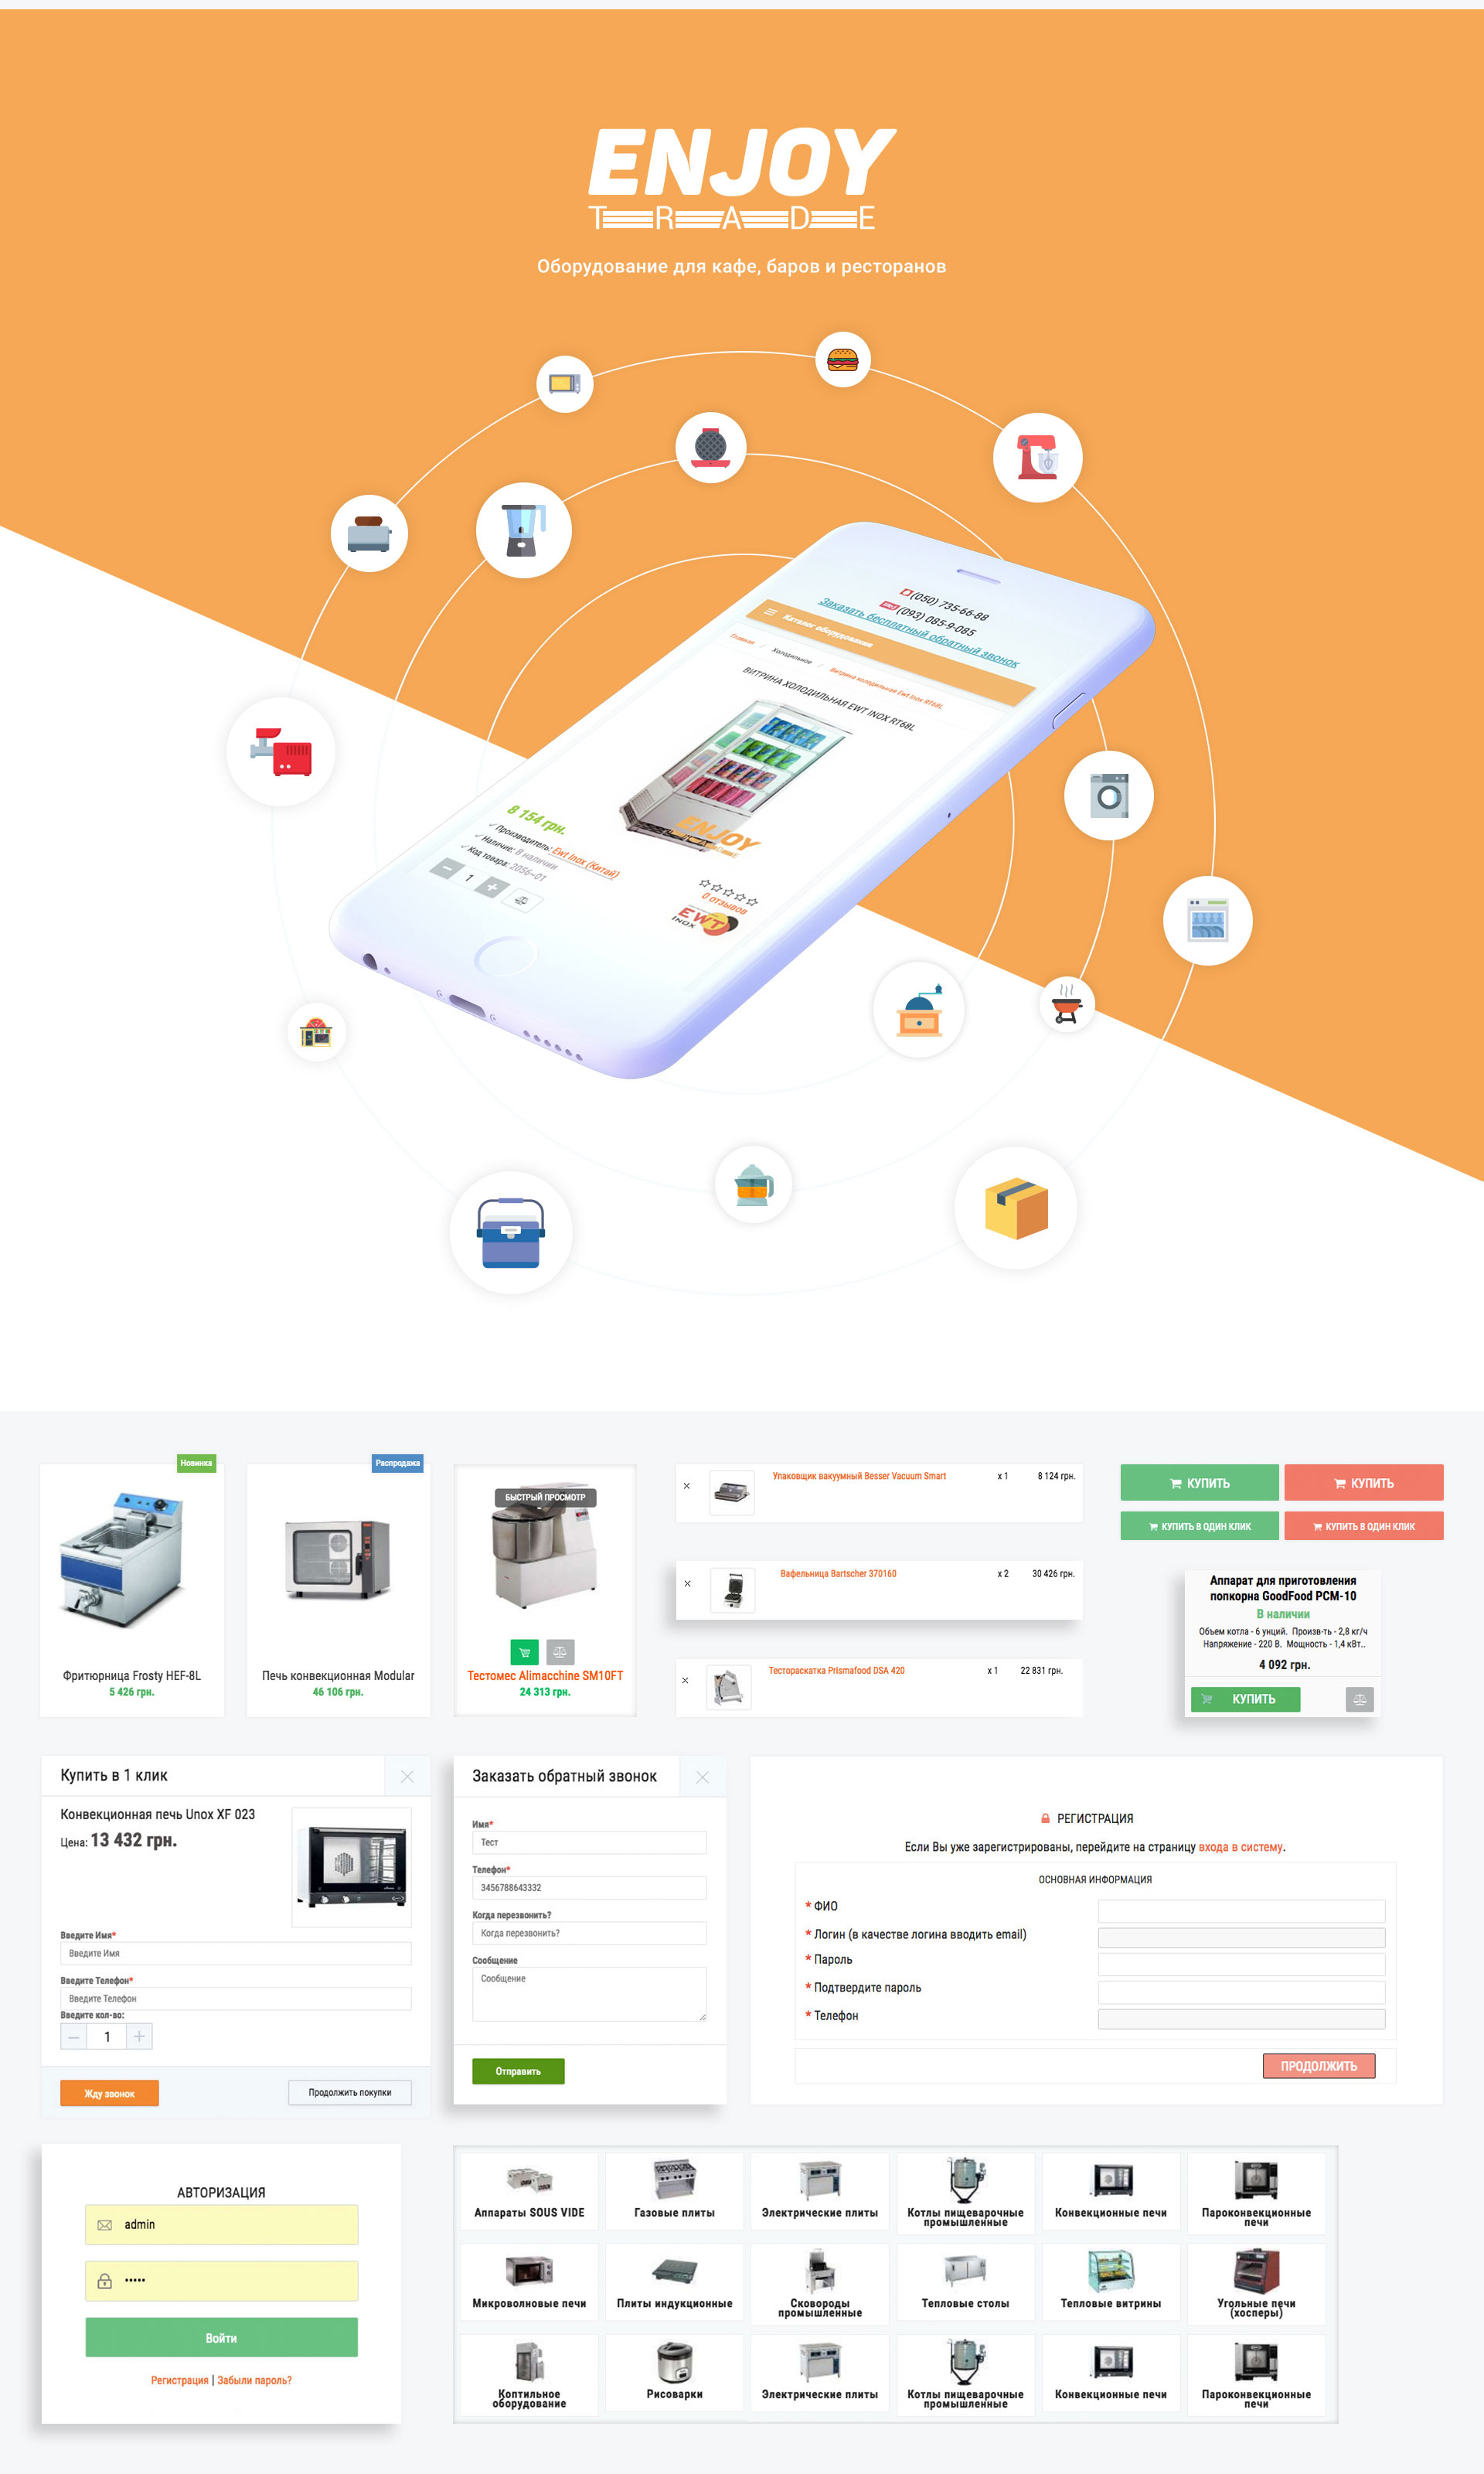 ENJOY
TRADE
Оборудование для кафе, баров и ресторанов
(050) 735-66-88
(093) 085-9-085
Заказать бесплатный обратный звонок
Каталог оборудования
Главная / Холодильное / Витрина холодильная Ewt Inox RT68L
ВИТРИНА ХОЛОДИЛЬНАЯ EWT INOX RT68L
ENJOY
8 154 грн.
Производитель: Ewt Inox (Китай)
Наличие: В наличии
Код товара: 2056-01
1
0 отзывов
EWT
INOX
Новинка
Фритюрница Frosty HEF-8L
5 426 грн.
Распродажа
Печь конвекционная Modular
46 106 грн.
БЫСТРЫЙ ПРОСМОТР
Тестомес Alimacchine SM10FT
24 313 грн.
Упаковщик вакуумный Besser Vacuum Smart x 1 8 124 грн.
Вафельница Bartscher 370160 x 2 30 426 грн.
Тестораскатка Prismafood DSA 420 x 1 22 831 грн.
КУПИТЬ
КУПИТЬ
КУПИТЬ В ОДИН КЛИК
КУПИТЬ В ОДИН КЛИК
Аппарат для приготовления
попкорна GoodFood PCM-10
В наличии
Объем котла - 6 унций. Произв-ть - 2,8 кг/ч
Напряжение - 220 В. Мощность - 1,4 кВт..
4 092 грн.
КУПИТЬ
Купить в 1 клик
Конвекционная печь Unox XF 023
Цена: 13 432 грн.
Введите Имя*
Введите Имя
Введите Телефон*
Введите Телефон
Введите кол-во:
1
Жду звонок
Продолжить покупки
Заказать обратный звонок
Имя*
Тест
Телефон*
3456788643332
Когда перезвонить?
Когда перезвонить?
Сообщение
Сообщение
Отправить
РЕГИСТРАЦИЯ
Если Вы уже зарегистрированы, перейдите на страницу входа в систему.
ОСНОВНАЯ ИНФОРМАЦИЯ
* ФИО
* Логин (в качестве логина вводить email)
* Пароль
* Подтвердите пароль
* Телефон
ПРОДОЛЖИТЬ
АВТОРИЗАЦИЯ
admin
•••••
Войти
Регистрация | Забыли пароль?
Аппараты SOUS VIDE
Газовые плиты
Электрические плиты
Котлы пищеварочные
промышленные
Конвекционные печи
Пароконвекционные
печи
Микроволновые печи
Плиты индукционные
Сковороды
промышленные
Тепловые столы
Тепловые витрины
Угольные печи
(хосперы)
Коптильное
оборудование
Рисоварки
Электрические плиты
Котлы пищеварочные
промышленные
Конвекционные печи
Пароконвекционные
печи